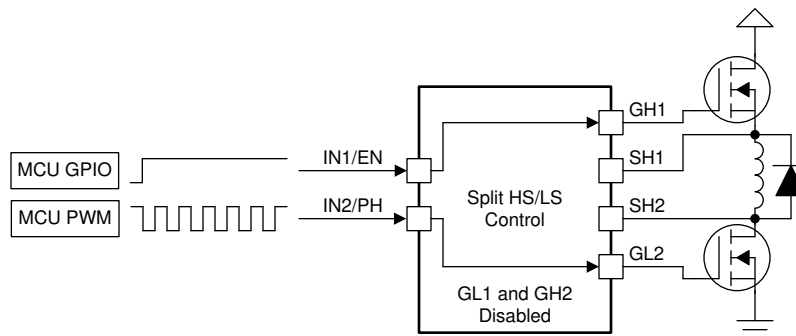 GH1
MCU GPIO
IN1/EN
SH1
MCU PWM
IN2/PH
Split HS/LS
Control
SH2
GL2
GL1 and GH2
Disabled